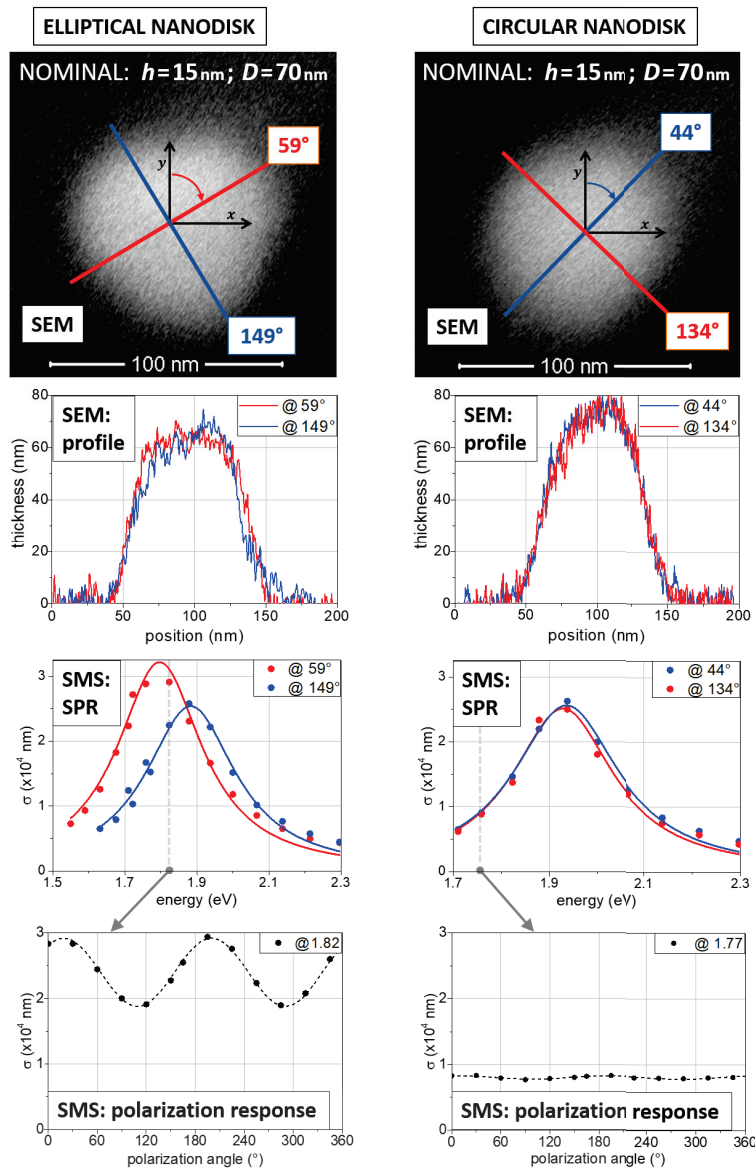 ELLIPTICAL NANODISK
NOMINAL: h=15nm; D=70nm
59°
y
x
SEM
149°
100 nm
80
60
40
20
0
thickness (nm)
SEM:
profile
@ 59°
@ 149°
0 50 100 150 200
position (nm)
3
2
1
0
σ (x10⁴ nm)
SMS:
SPR
@ 59°
@ 149°
1.5 1.7 1.9 2.1 2.3
energy (eV)
3
2
1
0
σ (x10⁴ nm)
@ 1.82
SMS: polarization response
0 60 120 180 240 300 360
polarization angle (°)
CIRCULAR NANODISK
NOMINAL: h=15nm; D=70nm
44°
y
x
SEM
134°
100 nm
80
60
40
20
0
thickness (nm)
SEM:
profile
@ 44°
@ 134°
0 50 100 150 200
position (nm)
3
2
1
0
σ (x10⁴ nm)
SMS:
SPR
@ 44°
@ 134°
1.7 1.9 2.1 2.3
energy (eV)
3
2
1
0
σ (x10⁴ nm)
@ 1.77
SMS: polarization response
0 60 120 180 240 300 360
polarization angle (°)